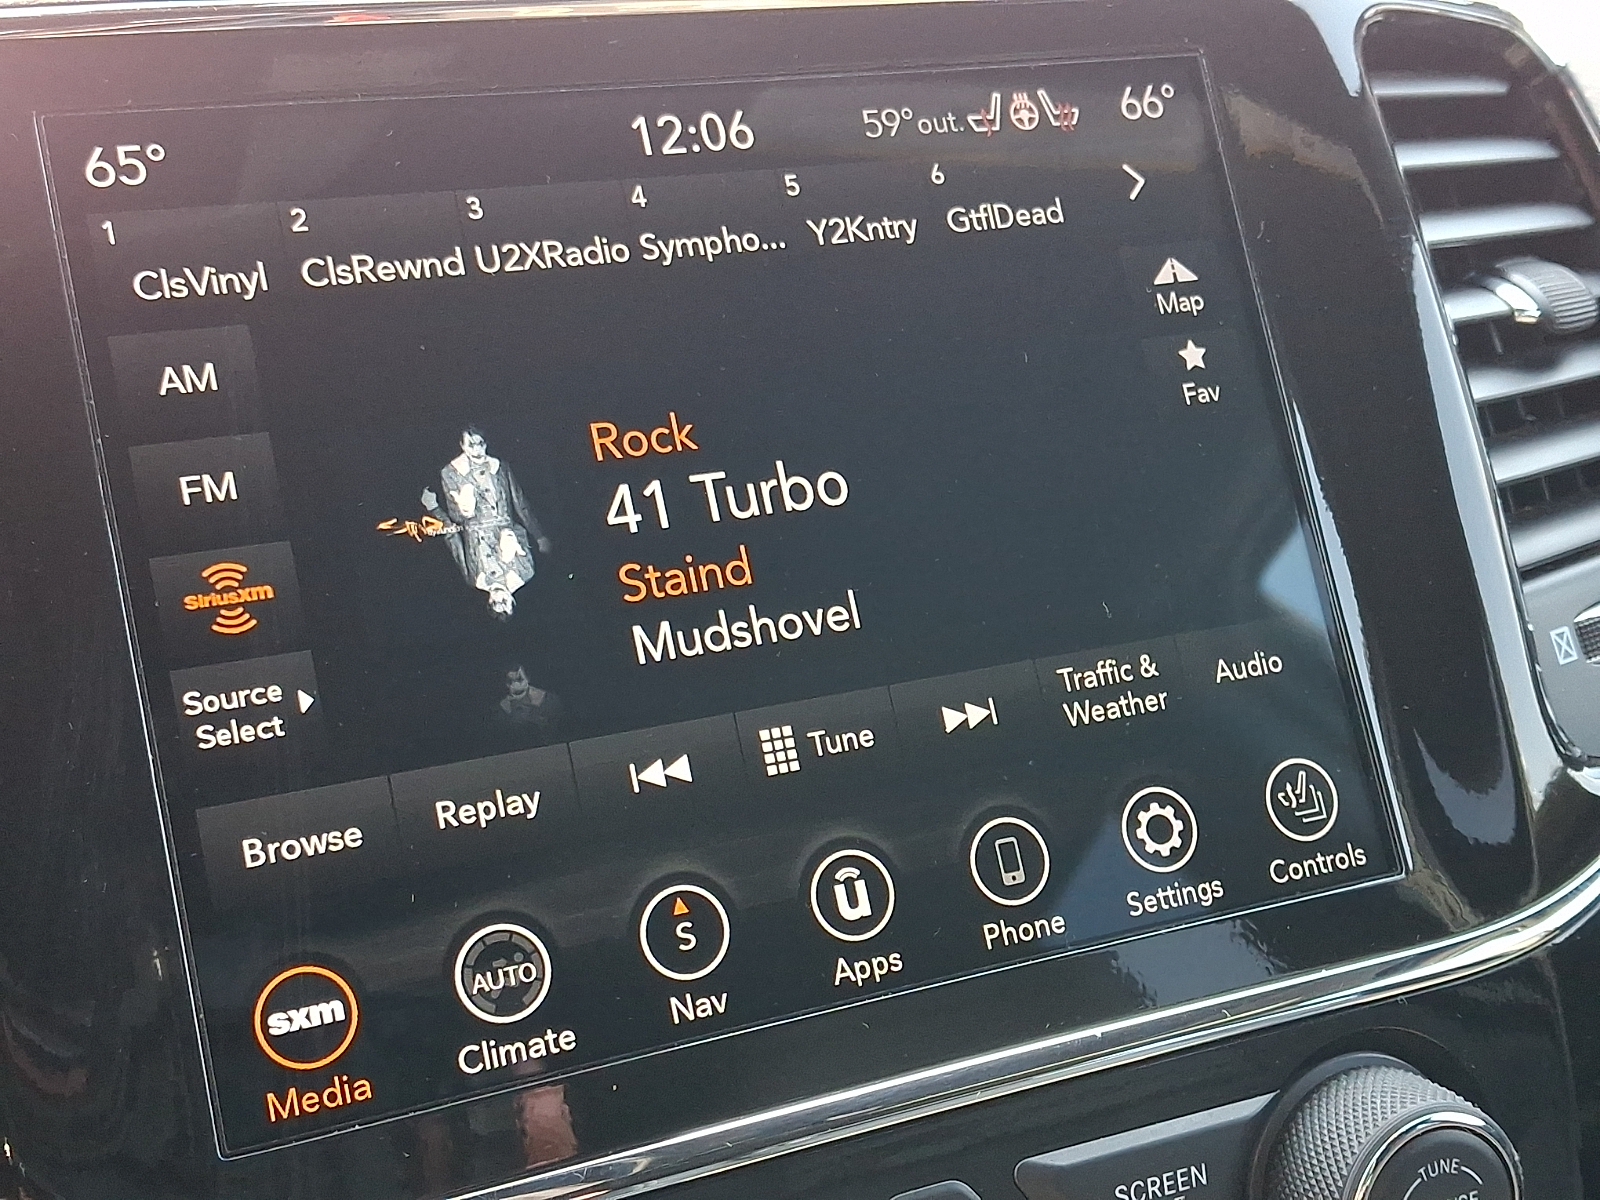 65°
12:06
59° out.
66°
1
2
3
4
5
6
ClsVinyl
ClsRewnd
U2XRadio
Sympho...
Y2Kntry
GtflDead
Map
Fav
AM
FM
SiriusXM
Source
Select
Rock
41 Turbo
Staind
Mudshovel
Browse
Replay
Tune
Traffic &
Weather
Audio
sxm
Media
AUTO
Climate
S
Nav
u
Apps
Phone
Settings
Controls
SCREEN
TUNE